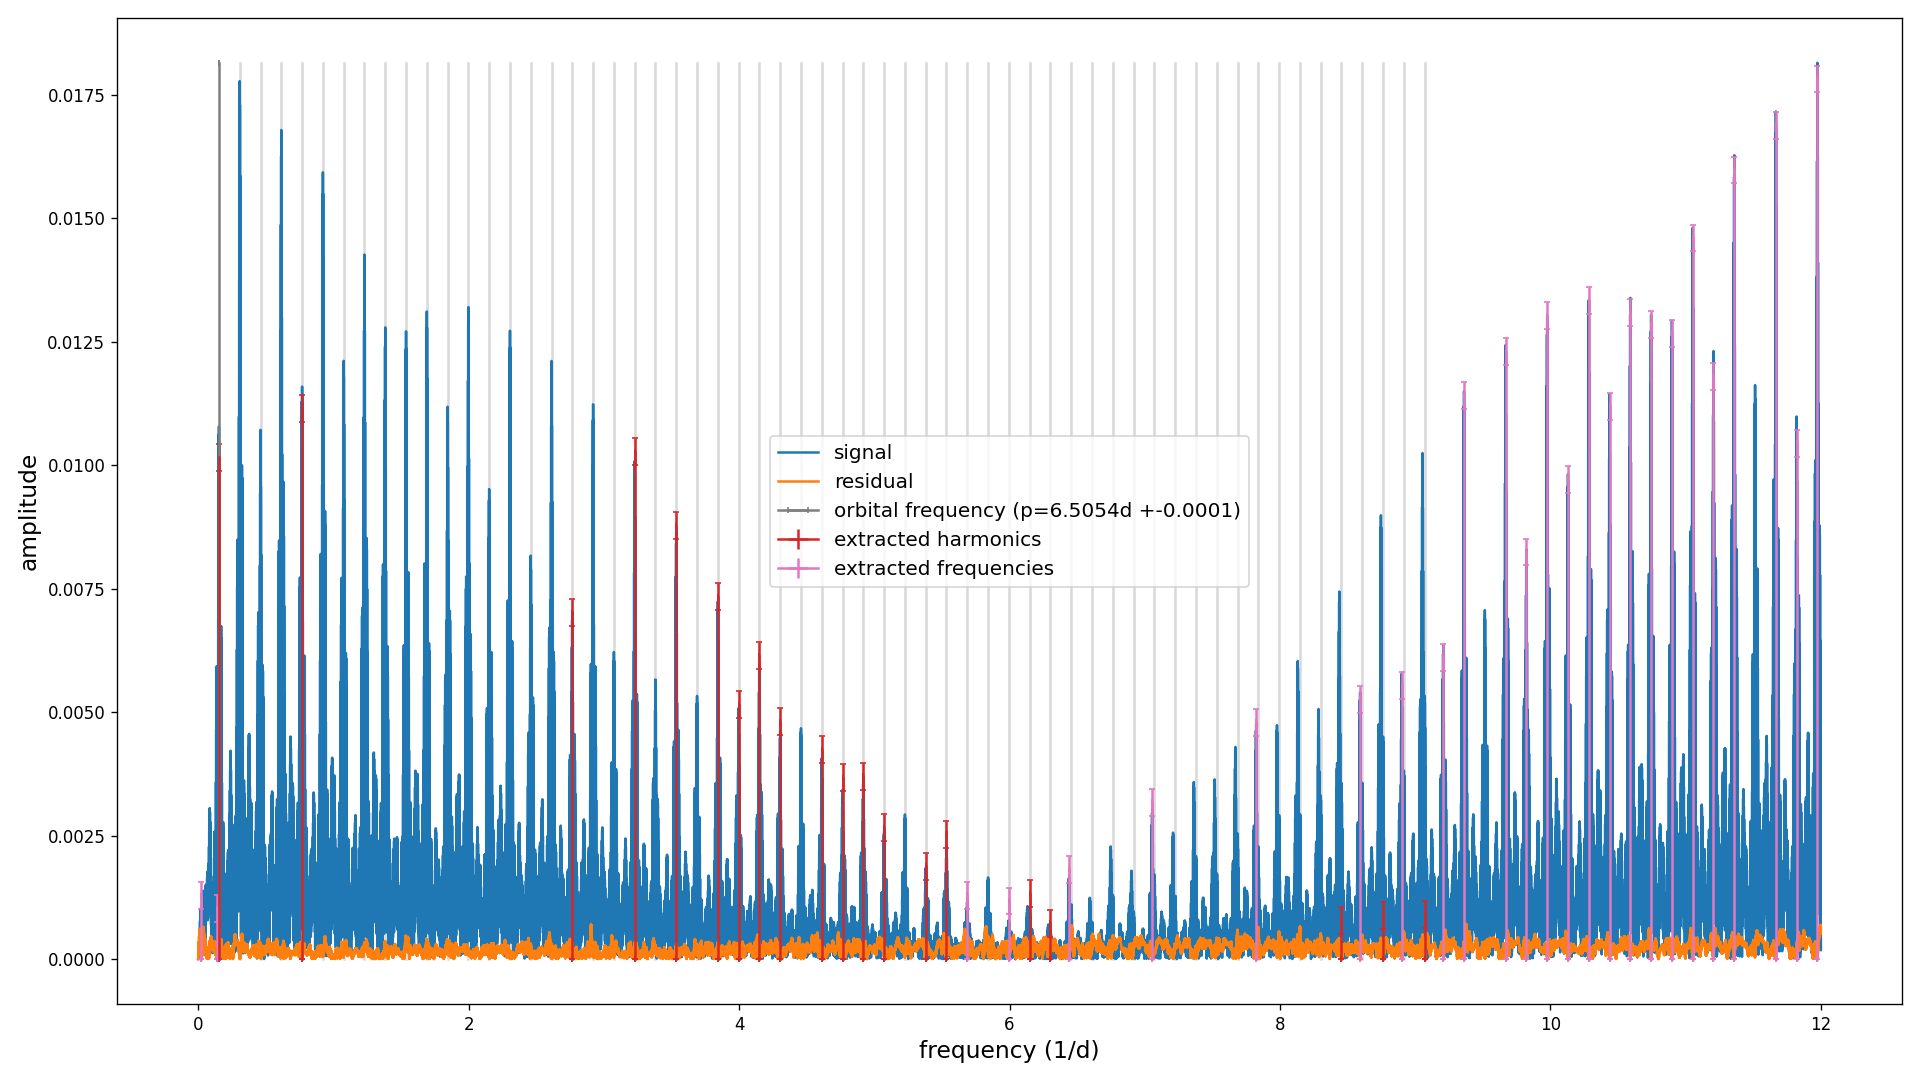 0.0175
0.0150
0.0125
0.0100
0.0075
0.0050
0.0025
0.0000
amplitude
signal
residual
orbital frequency (p=6.5054d +-0.0001)
extracted harmonics
extracted frequencies
0 2 4 6 8 10 12
frequency (1/d)